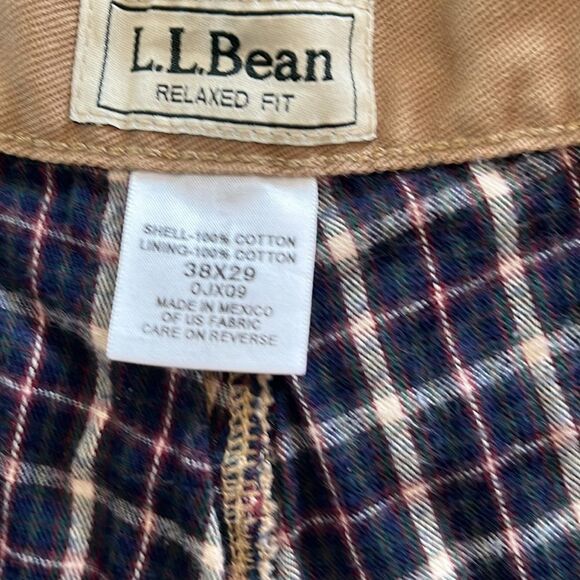 L.L.Bean
RELAXED FIT
SHELL-100% COTTON
LINING-100% COTTON
38X29
0JX09
MADE IN MEXICO
OF US FABRIC
CARE ON REVERSE